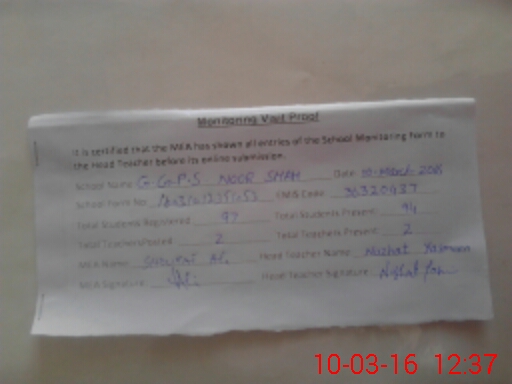 Monitoring Visit Proof
It is certified that the MEA has shown all entries of the School Monitoring Form to
the Head Teacher before its online submission.
School Name G.G.P.S NOOR SHAH Date 10-March-
School Form No EMIS Code 36320437
Total Students Registered 97 Total Students Present 94
Total Teachers Posted 2 Total Teachers Present 2
MEA Name Head Teacher Name Nuzhat Yasmeen
MEA Signature Head Teacher Signature
10-03-16 12:37